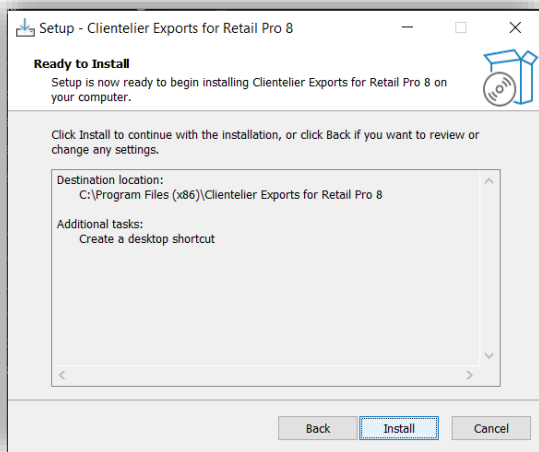 Setup - Clientelier Exports for Retail Pro 8
Ready to Install
Setup is now ready to begin installing Clientelier Exports for Retail Pro 8 on
your computer.
Click Install to continue with the installation, or click Back if you want to review or
change any settings.
Destination location:
C:\Program Files (x86)\Clientelier Exports for Retail Pro 8
Additional tasks:
Create a desktop shortcut
Back
Install
Cancel